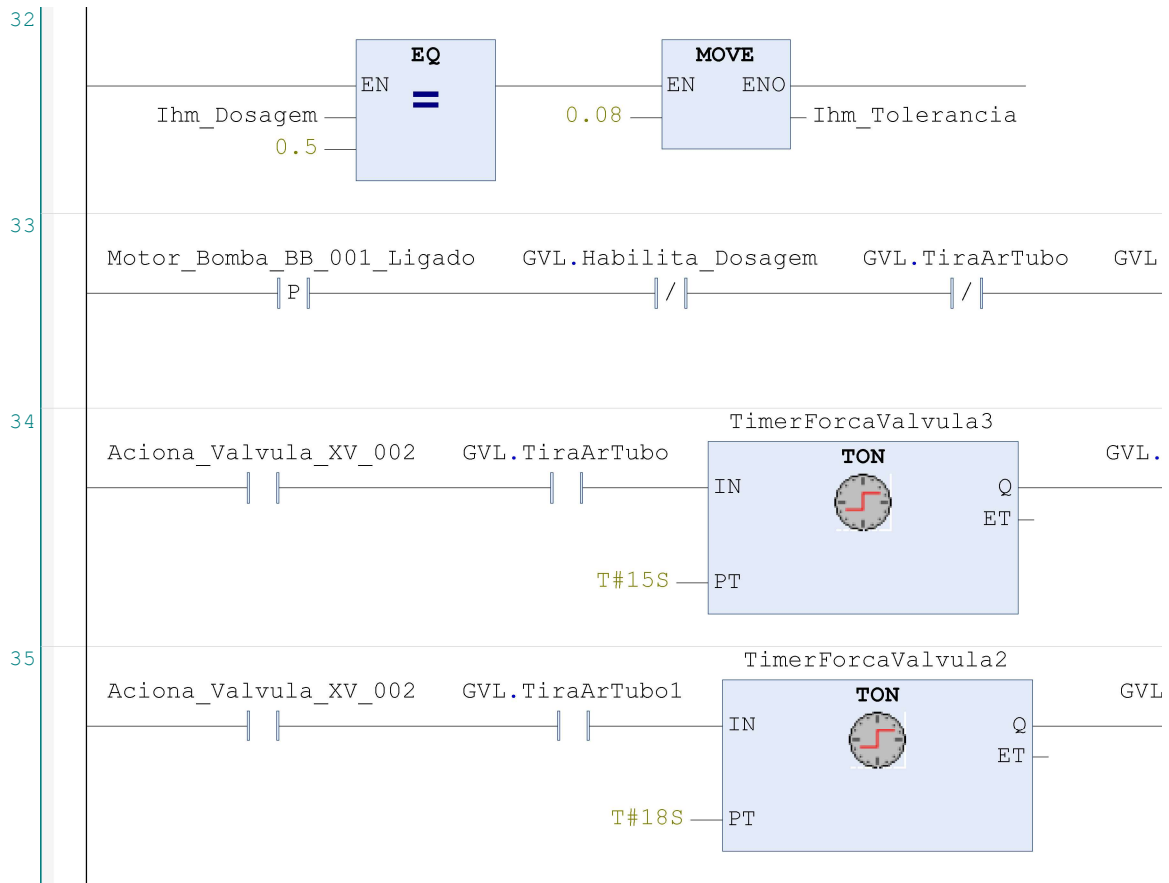 32
EQ
MOVE
EN
EN ENO
=
Ihm_Dosagem
0.08
Ihm_Tolerancia
0.5
33
Motor_Bomba_BB_001_Ligado GVL.Habilita_Dosagem GVL.TiraArTubo GVL
P / /
34
TimerForcaValvula3
Aciona_Valvula_XV_002 GVL.TiraArTubo TON GVL.
IN Q
ET
T#15S PT
35
TimerForcaValvula2
Aciona_Valvula_XV_002 GVL.TiraArTubo1 TON GVL
IN Q
ET
T#18S PT